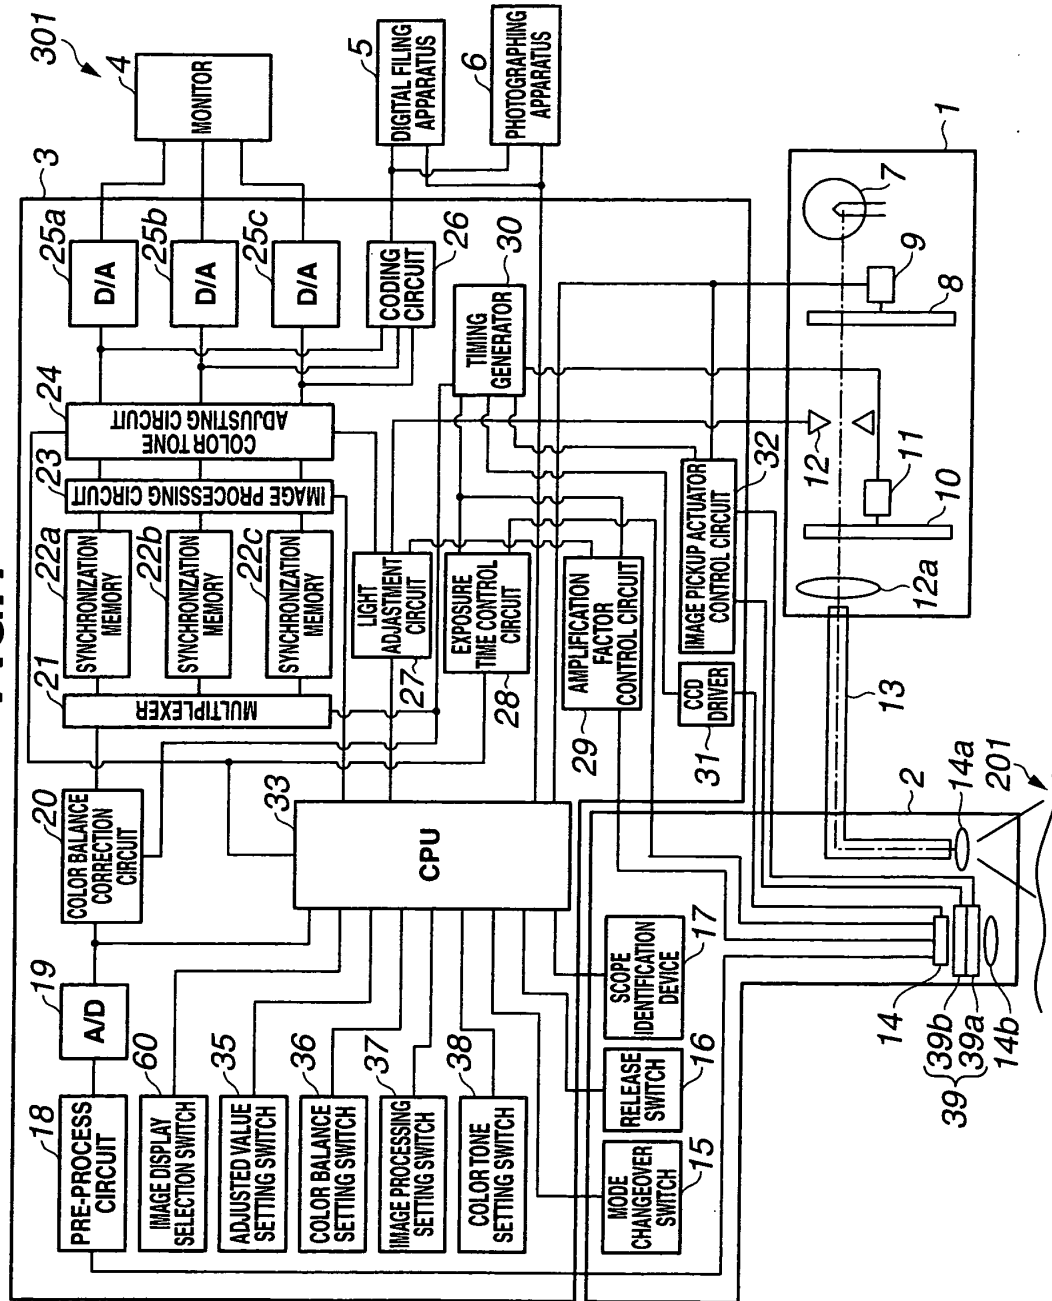 301
4
MONITOR
5
DIGITAL FILING
APPARATUS
6
PHOTOGRAPHING
APPARATUS
3
25a
D/A
25b
D/A
25c
D/A
26
CODING
CIRCUIT
30
TIMING
GENERATOR
24
COLOR TONE
ADJUSTING CIRCUIT
23
IMAGE PROCESSING CIRCUIT
22a
SYNCHRONIZATION
MEMORY
22b
SYNCHRONIZATION
MEMORY
22c
SYNCHRONIZATION
MEMORY
21
MULTIPLEXER
LIGHT
ADJUSTMENT
CIRCUIT
27
EXPOSURE
TIME CONTROL
CIRCUIT
28
AMPLIFICATION
FACTOR
CONTROL CIRCUIT
29
IMAGE PICKUP ACTUATOR
CONTROL CIRCUIT
32
CCD
DRIVER
31
20
COLOR BALANCE
CORRECTION
CIRCUIT
33
CPU
19
A/D
18
PRE-PROCESS
CIRCUIT
60
IMAGE DISPLAY
SELECTION SWITCH
35
ADJUSTED VALUE
SETTING SWITCH
36
COLOR BALANCE
SETTING SWITCH
37
IMAGE PROCESSING
SETTING SWITCH
38
COLOR TONE
SETTING SWITCH
17
SCOPE
IDENTIFICATION
DEVICE
16
RELEASE
SWITCH
15
MODE
CHANGEOVER
SWITCH
1
7
9
8
12
11
10
12a
13
2
14a
201
14
39b
39a
39
14b